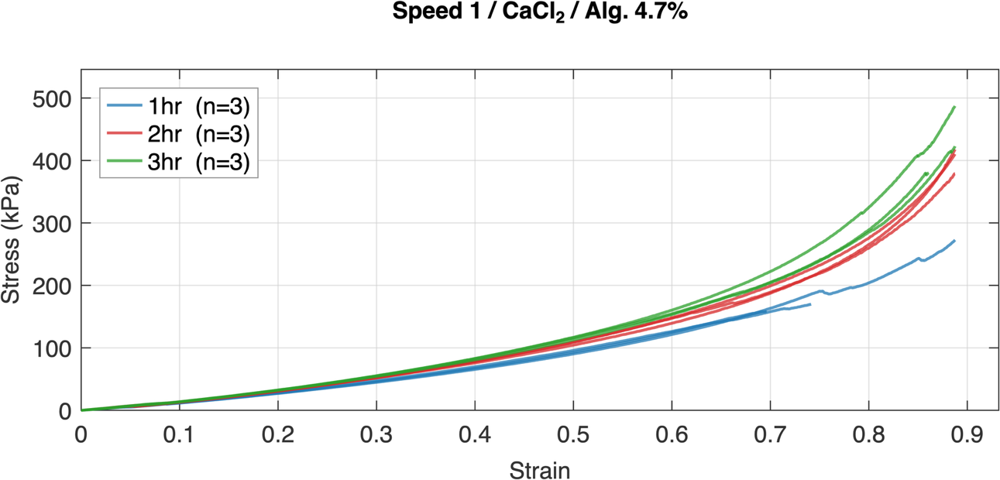 Speed 1 / CaCl₂ / Alg. 4.7%
500
400
300
200
100
0
Stress (kPa)
1hr (n=3)
2hr (n=3)
3hr (n=3)
0 0.1 0.2 0.3 0.4 0.5 0.6 0.7 0.8 0.9
Strain